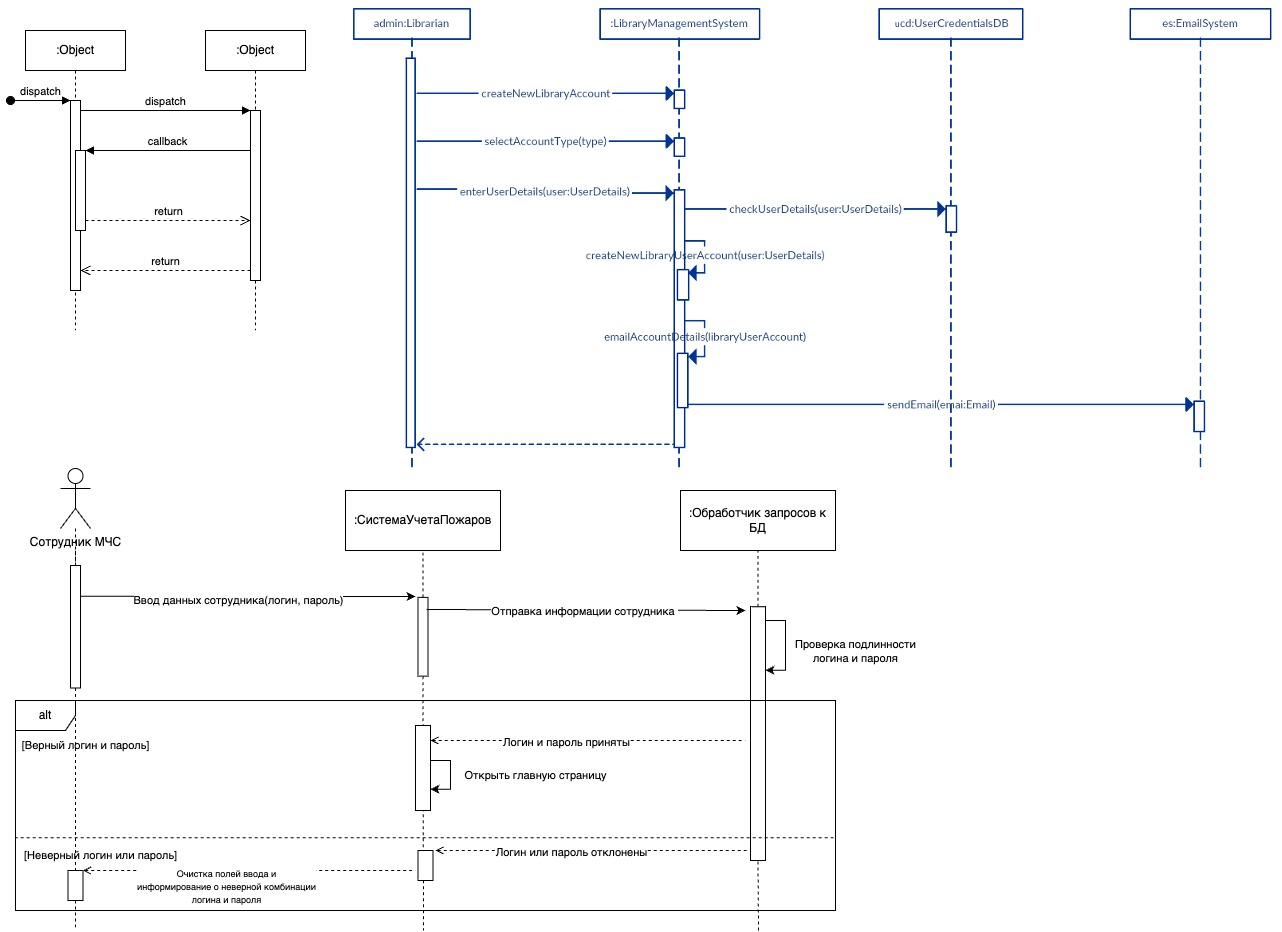 :Object
:Object
dispatch
dispatch
callback
return
return
admin:Librarian
:LibraryManagementSystem
ucd:UserCredentialsDB
es:EmailSystem
createNewLibraryAccount
selectAccountType(type)
enterUserDetails(user:UserDetails)
checkUserDetails(user:UserDetails)
createNewLibraryUserAccount(user:UserDetails)
emailAccountDetails(libraryUserAccount)
sendEmail(emai:Email)
Сотрудник МЧС
:СистемаУчетаПожаров
:Обработчик запросов к
БД
Ввод данных сотрудника(логин, пароль)
Отправка информации сотрудника
Проверка подлинности
логина и пароля
alt
[Верный логин и пароль]
Логин и пароль приняты
Открыть главную страницу
[Неверный логин или пароль]
Логин или пароль отклонены
Очистка полей ввода и
информирование о неверной комбинации
логина и пароля